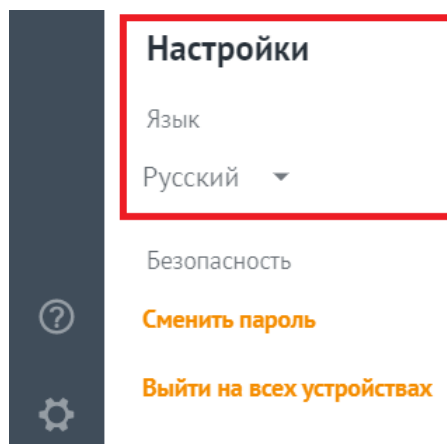 Настройки
Язык
Русский
Безопасность
Сменить пароль
Выйти на всех устройствах